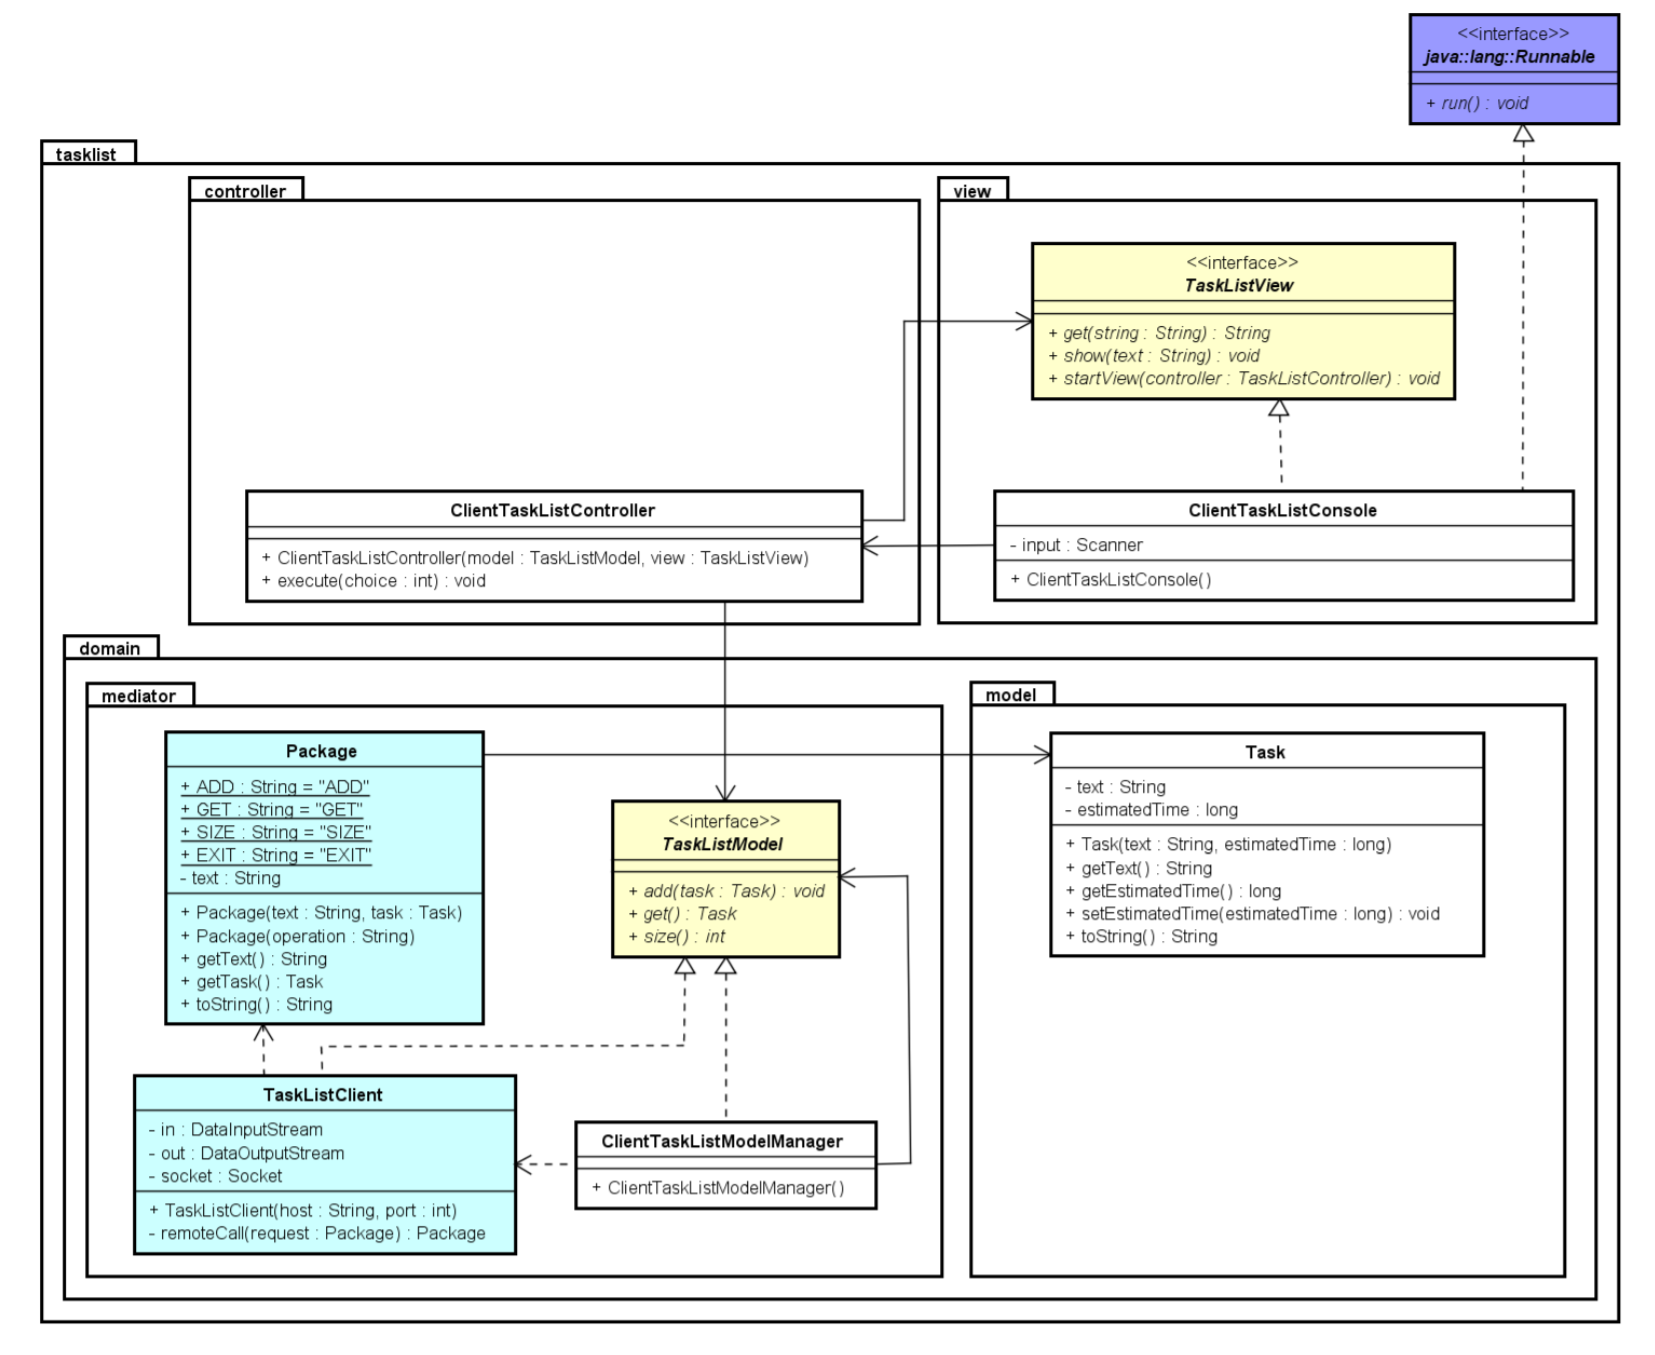 <<interface>>
java::lang::Runnable
+ run() : void
tasklist
controller
view
<<interface>>
TaskListView
+ get(string : String) : String
+ show(text : String) : void
+ startView(controller : TaskListController) : void
ClientTaskListController
+ ClientTaskListController(model : TaskListModel, view : TaskListView)
+ execute(choice : int) : void
ClientTaskListConsole
- input : Scanner
+ ClientTaskListConsole()
domain
mediator
model
Package
+ ADD : String = "ADD"
+ GET : String = "GET"
+ SIZE : String = "SIZE"
+ EXIT : String = "EXIT"
- text : String
+ Package(text : String, task : Task)
+ Package(operation : String)
+ getText() : String
+ getTask() : Task
+ toString() : String
<<interface>>
TaskListModel
+ add(task : Task) : void
+ get() : Task
+ size() : int
Task
- text : String
- estimatedTime : long
+ Task(text : String, estimatedTime : long)
+ getText() : String
+ getEstimatedTime() : long
+ setEstimatedTime(estimatedTime : long) : void
+ toString() : String
TaskListClient
- in : DataInputStream
- out : DataOutputStream
- socket : Socket
+ TaskListClient(host : String, port : int)
- remoteCall(request : Package) : Package
ClientTaskListModelManager
+ ClientTaskListModelManager()